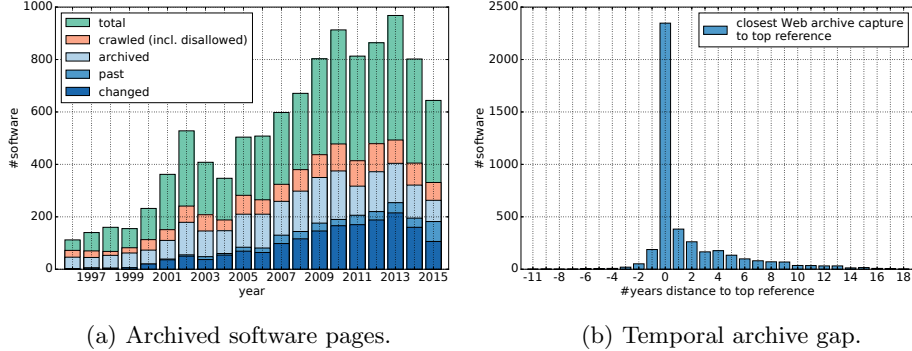 1000
800
600
400
200
0
#software
total
crawled (incl. disallowed)
archived
past
changed
1997 1999 2001 2003 2005 2007 2009 2011 2013 2015
year
(a) Archived software pages.
2500
2000
1500
1000
500
0
#software
closest Web archive capture
to top reference
-11 -8 -6 -4 -2 0 2 4 6 8 10 12 14 16 18
#years distance to top reference
(b) Temporal archive gap.